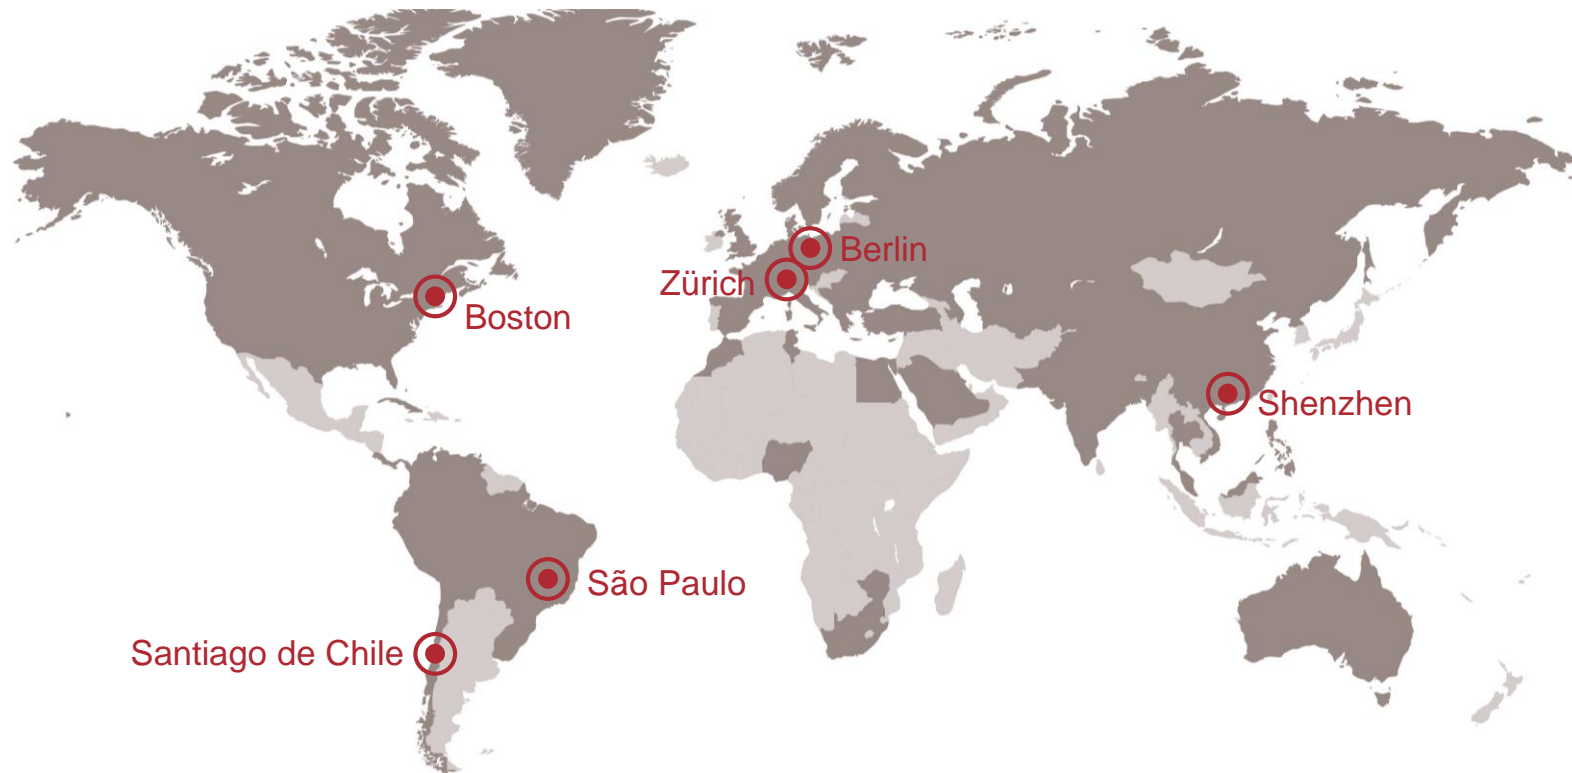 Berlin
Zürich
Boston
Shenzhen
São Paulo
Santiago de Chile